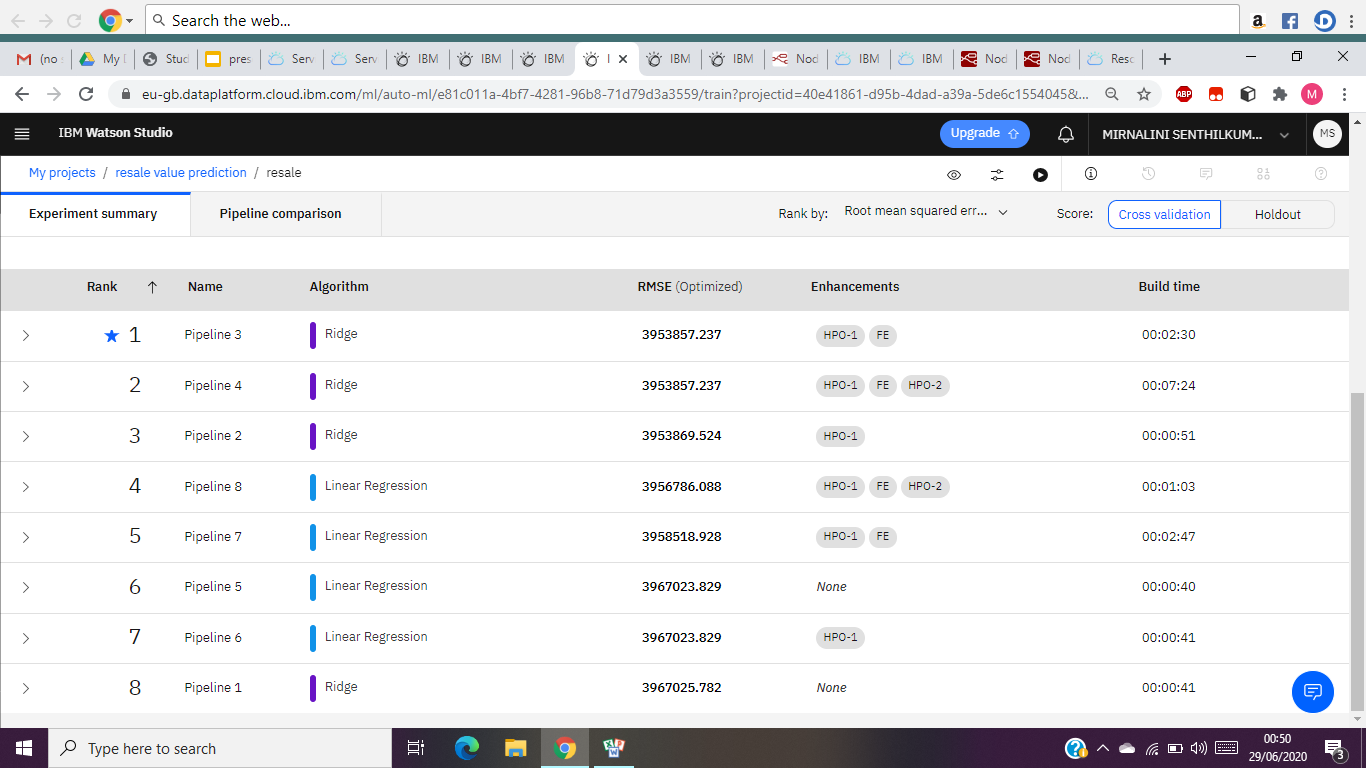 Search the web...
(no
My
Stud
pres
Serv
Serv
IBM
IBM
IBM
I
IBM
IBM
Nod
IBM
IBM
Nod
Nod
Resc
eu-gb.dataplatform.cloud.ibm.com/ml/auto-ml/e81c011a-4bf7-4281-96b8-71d79d3a3559/train?projectid=40e41861-d95b-4dad-a39a-5de6c1554045&...
ABP
M
IBM Watson Studio
Upgrade
MIRNALINI SENTHILKUM...
MS
My projects / resale value prediction / resale
Experiment summary
Pipeline comparison
Rank by: Root mean squared err...
Score: Cross validation Holdout
Rank Name Algorithm RMSE (Optimized) Enhancements Build time
1 Pipeline 3 Ridge 3953857.237 HPO-1 FE 00:02:30
2 Pipeline 4 Ridge 3953857.237 HPO-1 FE HPO-2 00:07:24
3 Pipeline 2 Ridge 3953869.524 HPO-1 00:00:51
4 Pipeline 8 Linear Regression 3956786.088 HPO-1 FE HPO-2 00:01:03
5 Pipeline 7 Linear Regression 3958518.928 HPO-1 FE 00:02:47
6 Pipeline 5 Linear Regression 3967023.829 None 00:00:40
7 Pipeline 6 Linear Regression 3967023.829 HPO-1 00:00:41
8 Pipeline 1 Ridge 3967025.782 None 00:00:41
Type here to search
00:50
29/06/2020
3